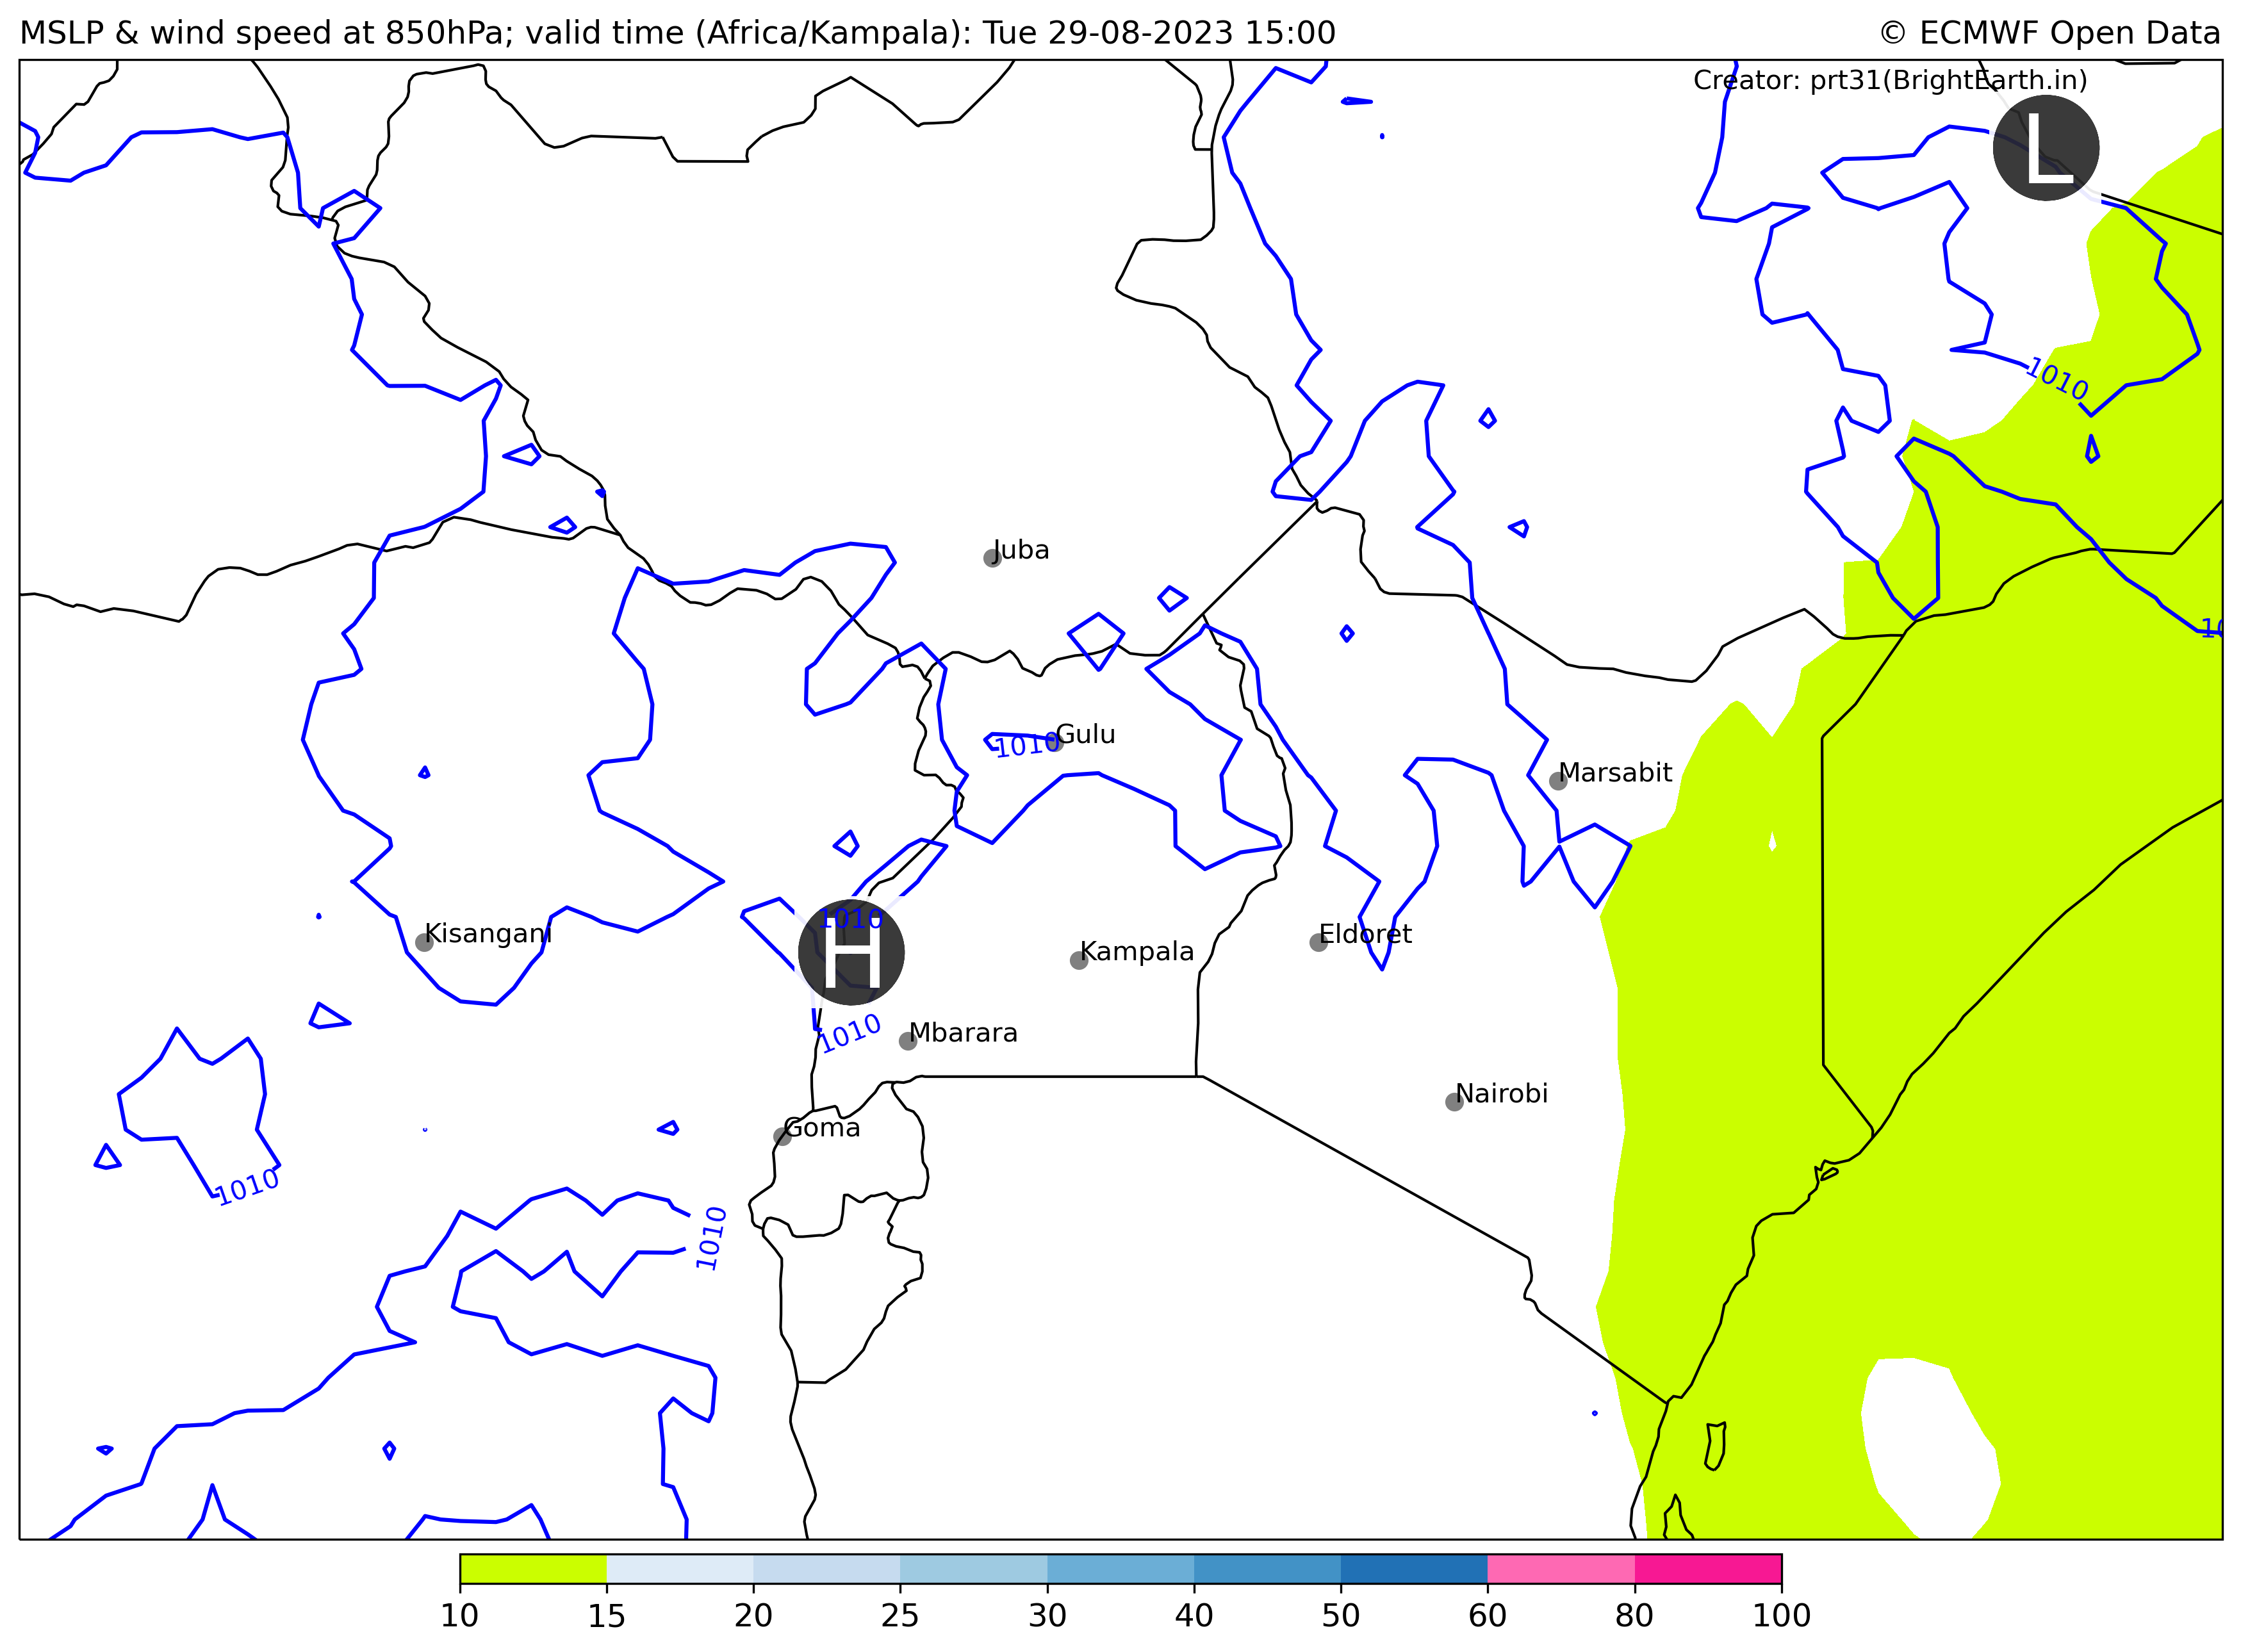 MSLP & wind speed at 850hPa; valid time (Africa/Kampala): Tue 29-08-2023 15:00
© ECMWF Open Data
Creator: prt31(BrightEarth.in)
L
1010
Juba
10
1010
Gulu
Marsabit
1010
H
Kisangani
Kampala
Eldoret
1010
Mbarara
Nairobi
Goma
1010
1010
10 15 20 25 30 40 50 60 80 100